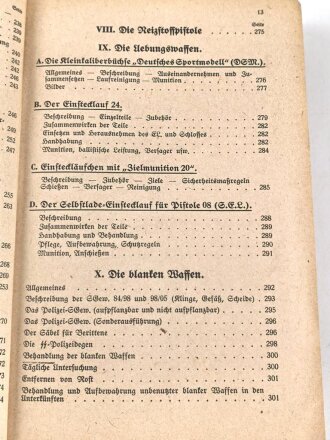 13
Seite
VIII. Die Reizstoffpistole 275
IX. Die Uebungswaffen.
A. Die Kleinkaliberbüchse „Deutsches Sportmodell“ (DSM.).
Allgemeines — Beschreibung — Auseinandernehmen und Zu-
sammensetzen — Laufreinigung — Munition 276
Bilder 277
B. Der Einstecklauf 24.
Beschreibung — Einzelteile — Zubehör 279
Zusammenwirken der Teile 282
Einsetzen und Herausnehmen des EL. und Schlosses 282
Handhabung 282
Munition, ballistische Leistung, Versager usw. 284
C. Einsteckläufchen mit „Zielmunition 20“.
Beschreibung — Zubehör — Ziele — Sicherheitsmaßregeln
Schießen — Versager — Reinigung 285
D. Der Selbstlade-Einstecklauf für Pistole 08 (S.E.L.).
Beschreibung 288
Zusammenwirken der Teile 289
Handhabung und Behandlung 289
Pflege, Aufbewahrung, Schutzregeln 290
Munition, Anschießen 291
X. Die blanken Waffen.
Allgemeines 292
Beschreibung der SGew. 84/98 und 98/05 (Klinge, Gefäß, Scheide) 293
Das Polizei-SGew. (aufpflanzbar und nicht aufpflanzbar) 295
Das Polizei-SGew. (Sonderausführung) 296
Der Säbel für Berittene 298
Die ᛋᛋ-Polizeidegen 298
Behandlung der blanken Waffen 300
Tägliche Untersuchung 300
Entfernen von Rost 301
Behandlung und Aufbewahrung unbenutzter blanker Waffen in den
Unterkünften 301